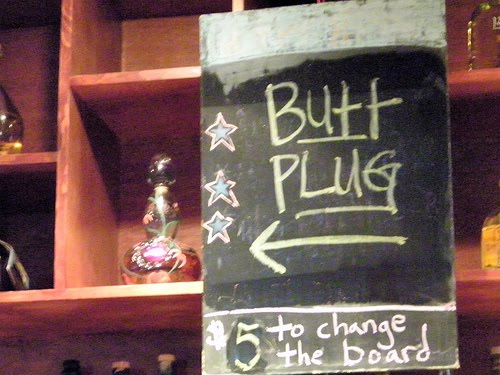 Butt
PLUG
$5 to change
the board